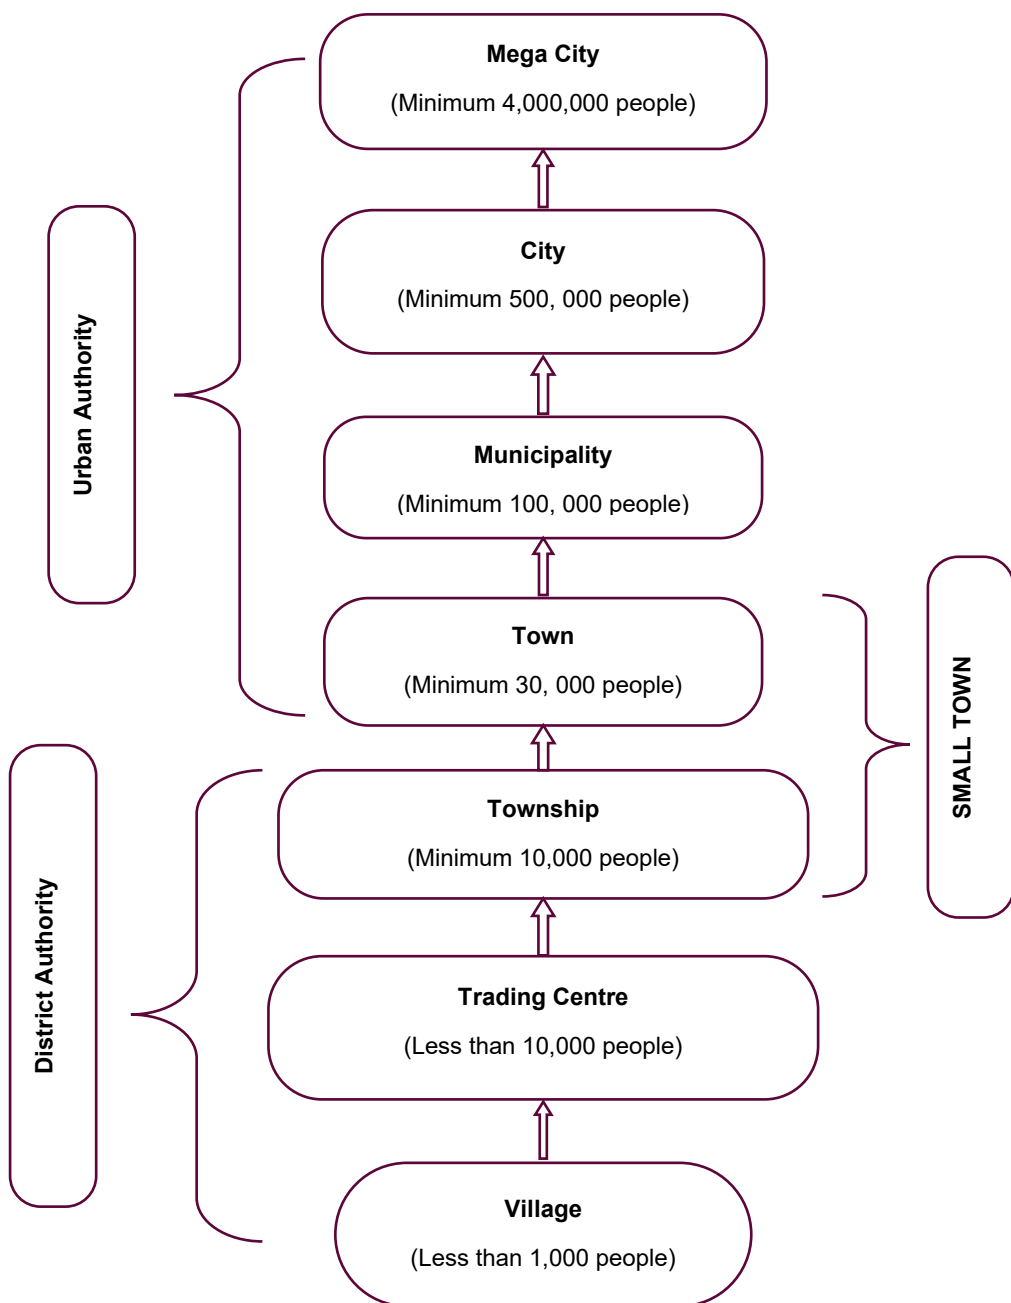 Mega City
(Minimum 4,000,000 people)
City
(Minimum 500, 000 people)
Urban Authority
Municipality
(Minimum 100, 000 people)
Town
(Minimum 30, 000 people)
SMALL TOWN
Township
(Minimum 10,000 people)
District Authority
Trading Centre
(Less than 10,000 people)
Village
(Less than 1,000 people)